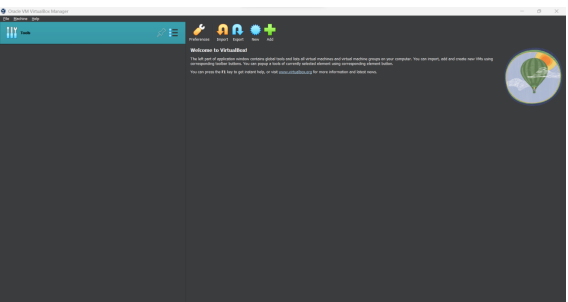 Oracle VM VirtualBox Manager
File Machine Help
Tools
Preferences Import Export New Add
Welcome to VirtualBox!
The left part of application window contains global tools and lists all virtual machines and virtual machine groups on your computer. You can import, add and create new VMs using
corresponding toolbar buttons. You can popup a tools of currently selected element using corresponding element button.
You can press the F1 key to get instant help, or visit www.virtualbox.org for more information and latest news.